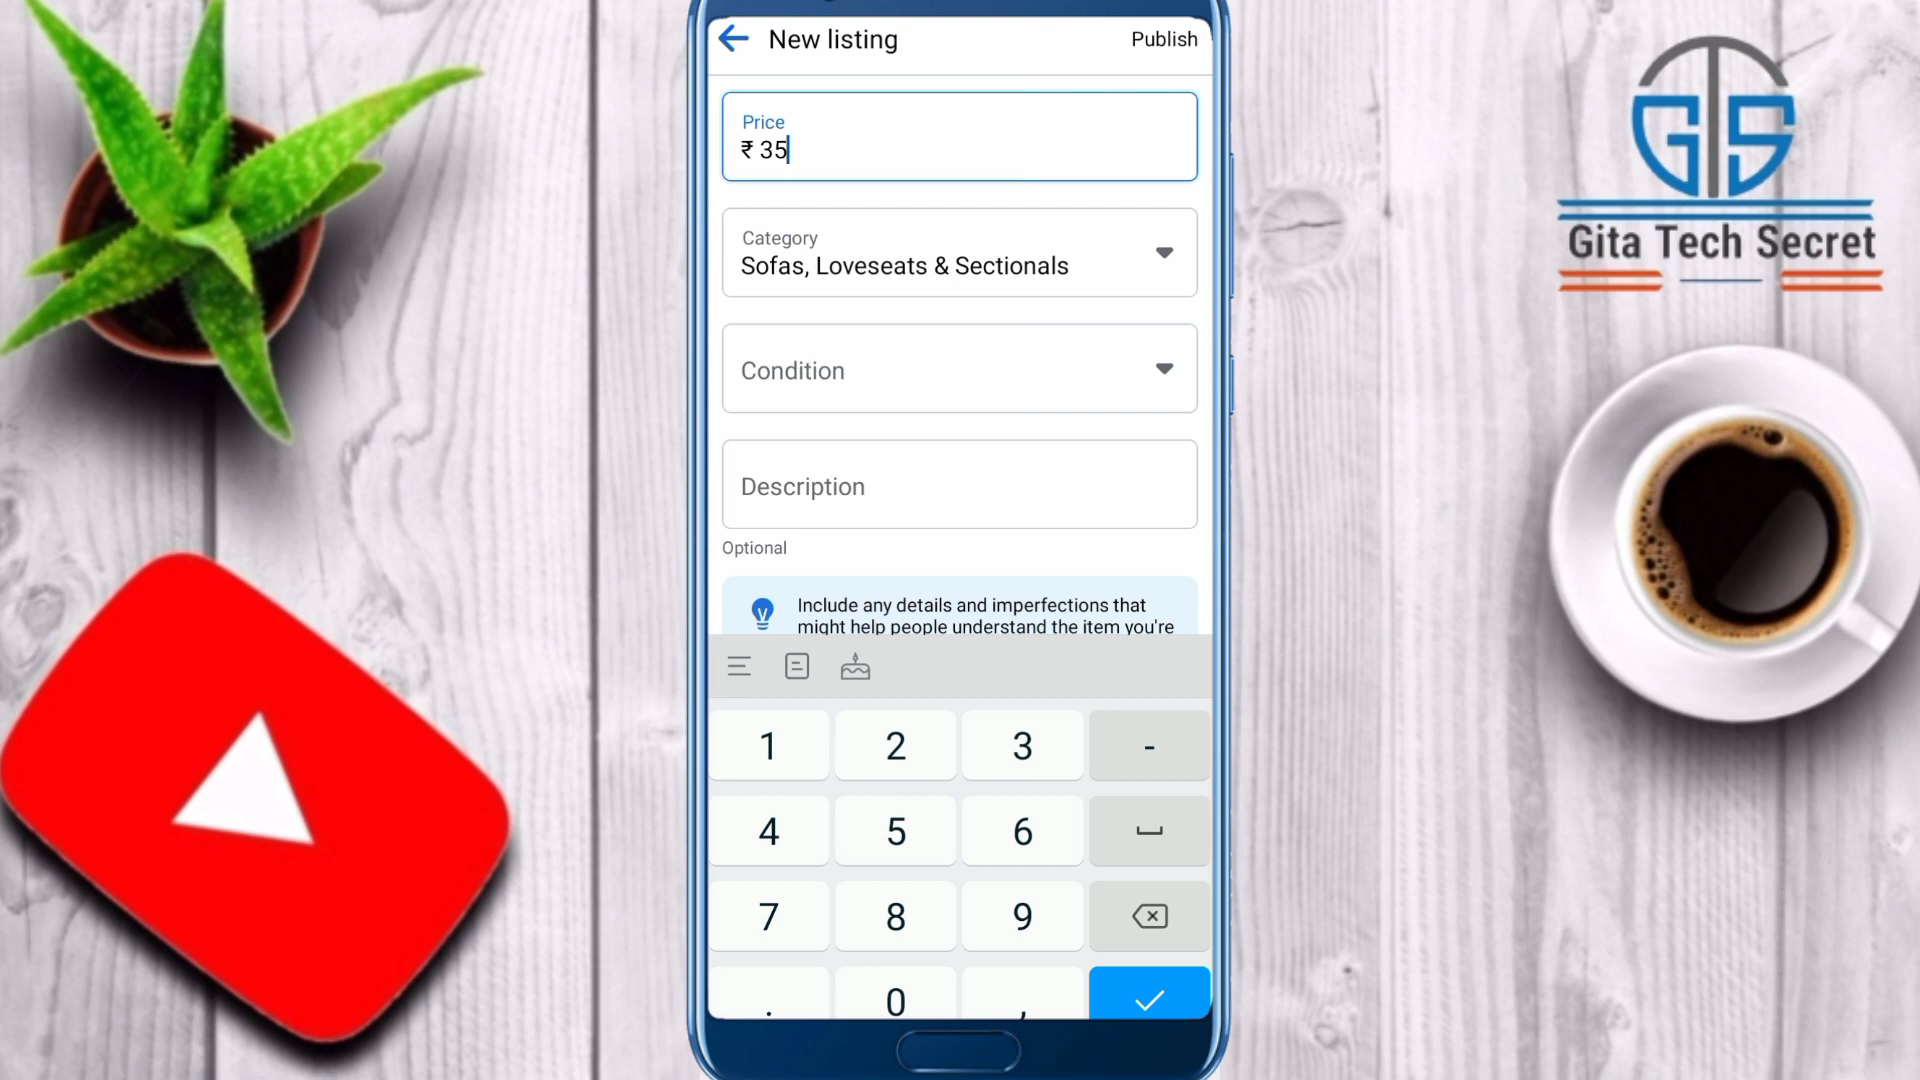 New listing
Publish
Price
₹ 35
Category
Sofas, Loveseats & Sectionals
Condition
Description
Optional
Include any details and imperfections that
might help people understand the item you're
1 2 3 -
4 5 6
7 8 9
. 0 ,
GTS
Gita Tech Secret